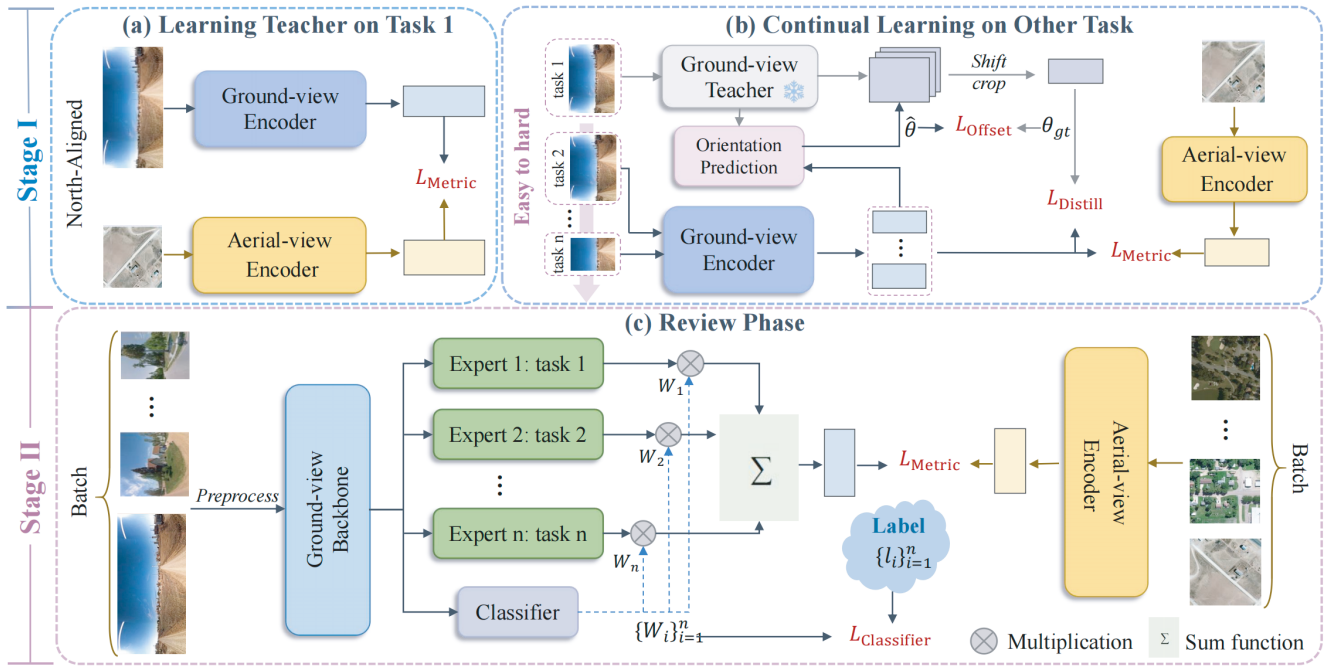 Stage I
Stage II
(a) Learning Teacher on Task 1
North-Aligned
Ground-view
Encoder
L_Metric
Aerial-view
Encoder
(b) Continual Learning on Other Task
Easy to hard
task 1
task 2
...
task n
Ground-view
Teacher
Orientation
Prediction
Ground-view
Encoder
...
Shift
crop
θ̂
L_Offset
θ_gt
L_Distill
L_Metric
Aerial-view
Encoder
(c) Review Phase
Batch
...
Preprocess
Ground-view
Backbone
Expert 1: task 1
Expert 2: task 2
...
Expert n: task n
Classifier
W_1
W_2
W_n
{W_i}_{i=1}^n
Σ
L_Metric
Label
{l_i}_{i=1}^n
L_Classifier
Aerial-view
Encoder
...
Batch
Multiplication
Σ
Sum function